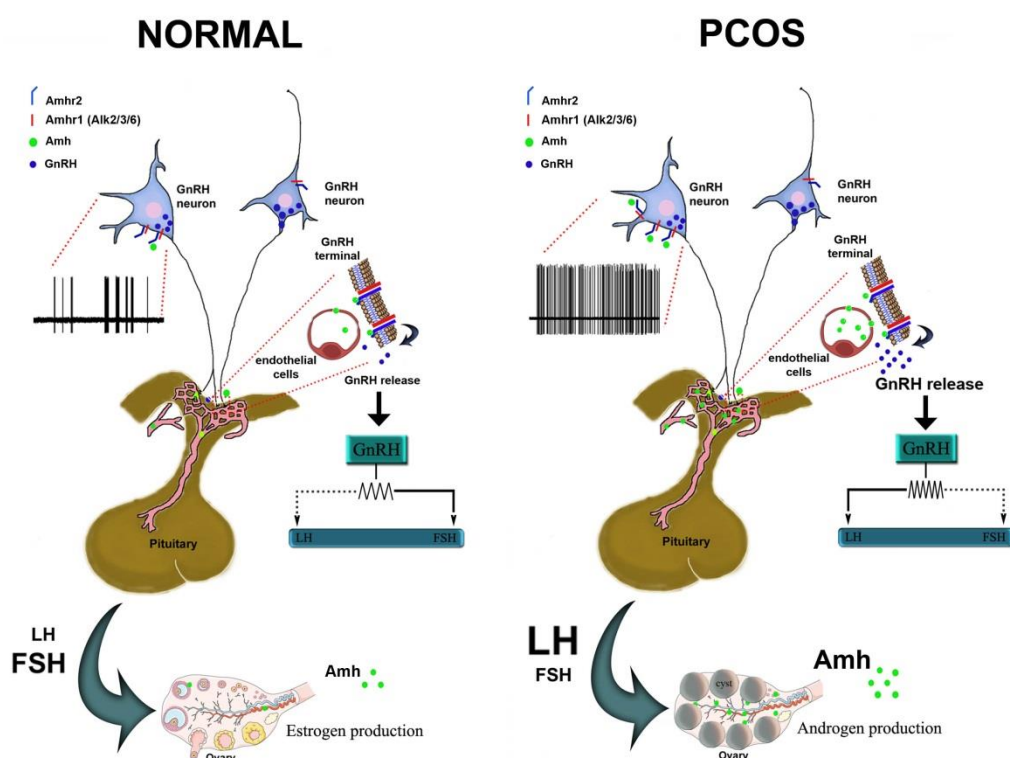 NORMAL
Amhr2
Amhr1 (Alk2/3/6)
Amh
GnRH
GnRH
neuron
GnRH
neuron
GnRH
terminal
endothelial
cells
GnRH release
GnRH
LH
FSH
Pituitary
LH
FSH
Amh
Estrogen production
Ovary
PCOS
Amhr2
Amhr1 (Alk2/3/6)
Amh
GnRH
GnRH
neuron
GnRH
neuron
GnRH
terminal
endothelial
cells
GnRH release
GnRH
LH
FSH
Pituitary
LH
FSH
Amh
cyst
Androgen production
Ovary